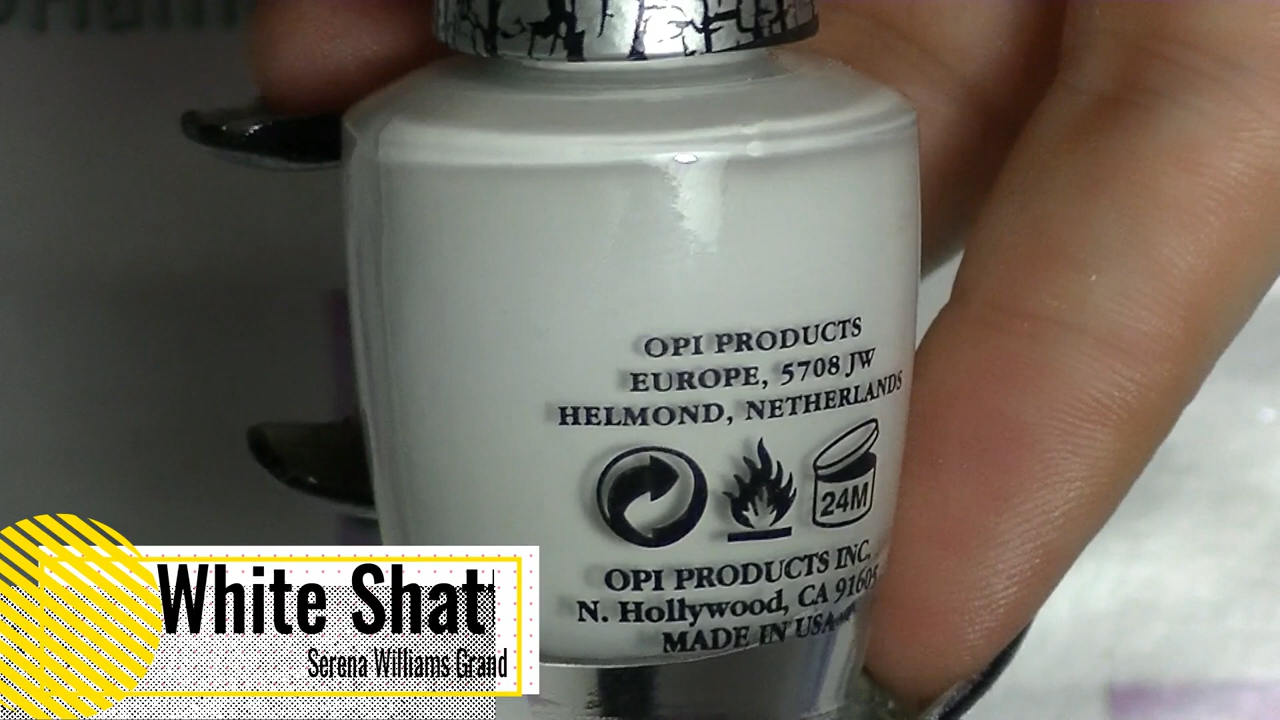 OPI PRODUCTS
EUROPE, 5708 JW
HELMOND, NETHERLANDS
24M
OPI PRODUCTS INC.
N. Hollywood, CA 91605
MADE IN USA
White Shat
Serena Williams Grand